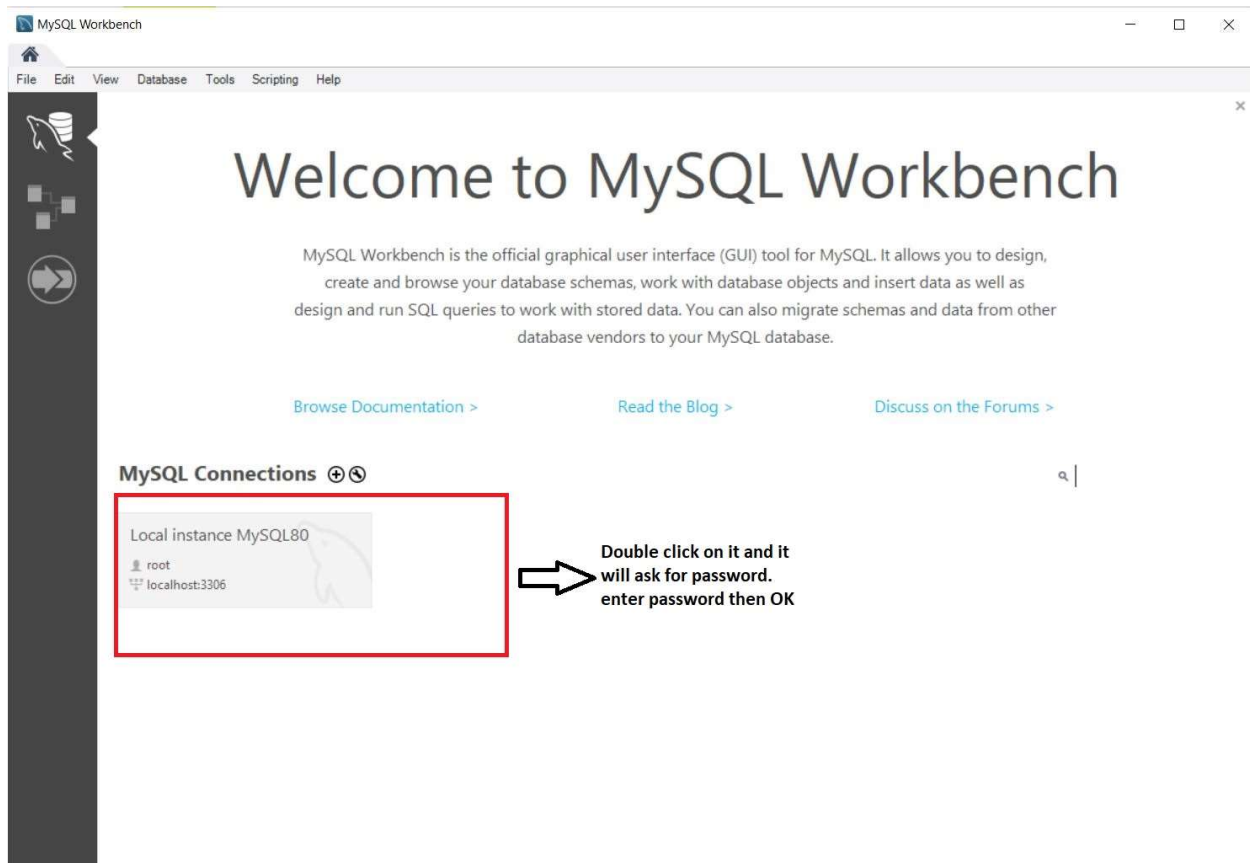 MySQL Workbench
File Edit View Database Tools Scripting Help
Welcome to MySQL Workbench
MySQL Workbench is the official graphical user interface (GUI) tool for MySQL. It allows you to design,
create and browse your database schemas, work with database objects and insert data as well as
design and run SQL queries to work with stored data. You can also migrate schemas and data from other
database vendors to your MySQL database.
Browse Documentation > Read the Blog > Discuss on the Forums >
MySQL Connections
Local instance MySQL80
root
localhost:3306
Double click on it and it
will ask for password.
enter password then OK